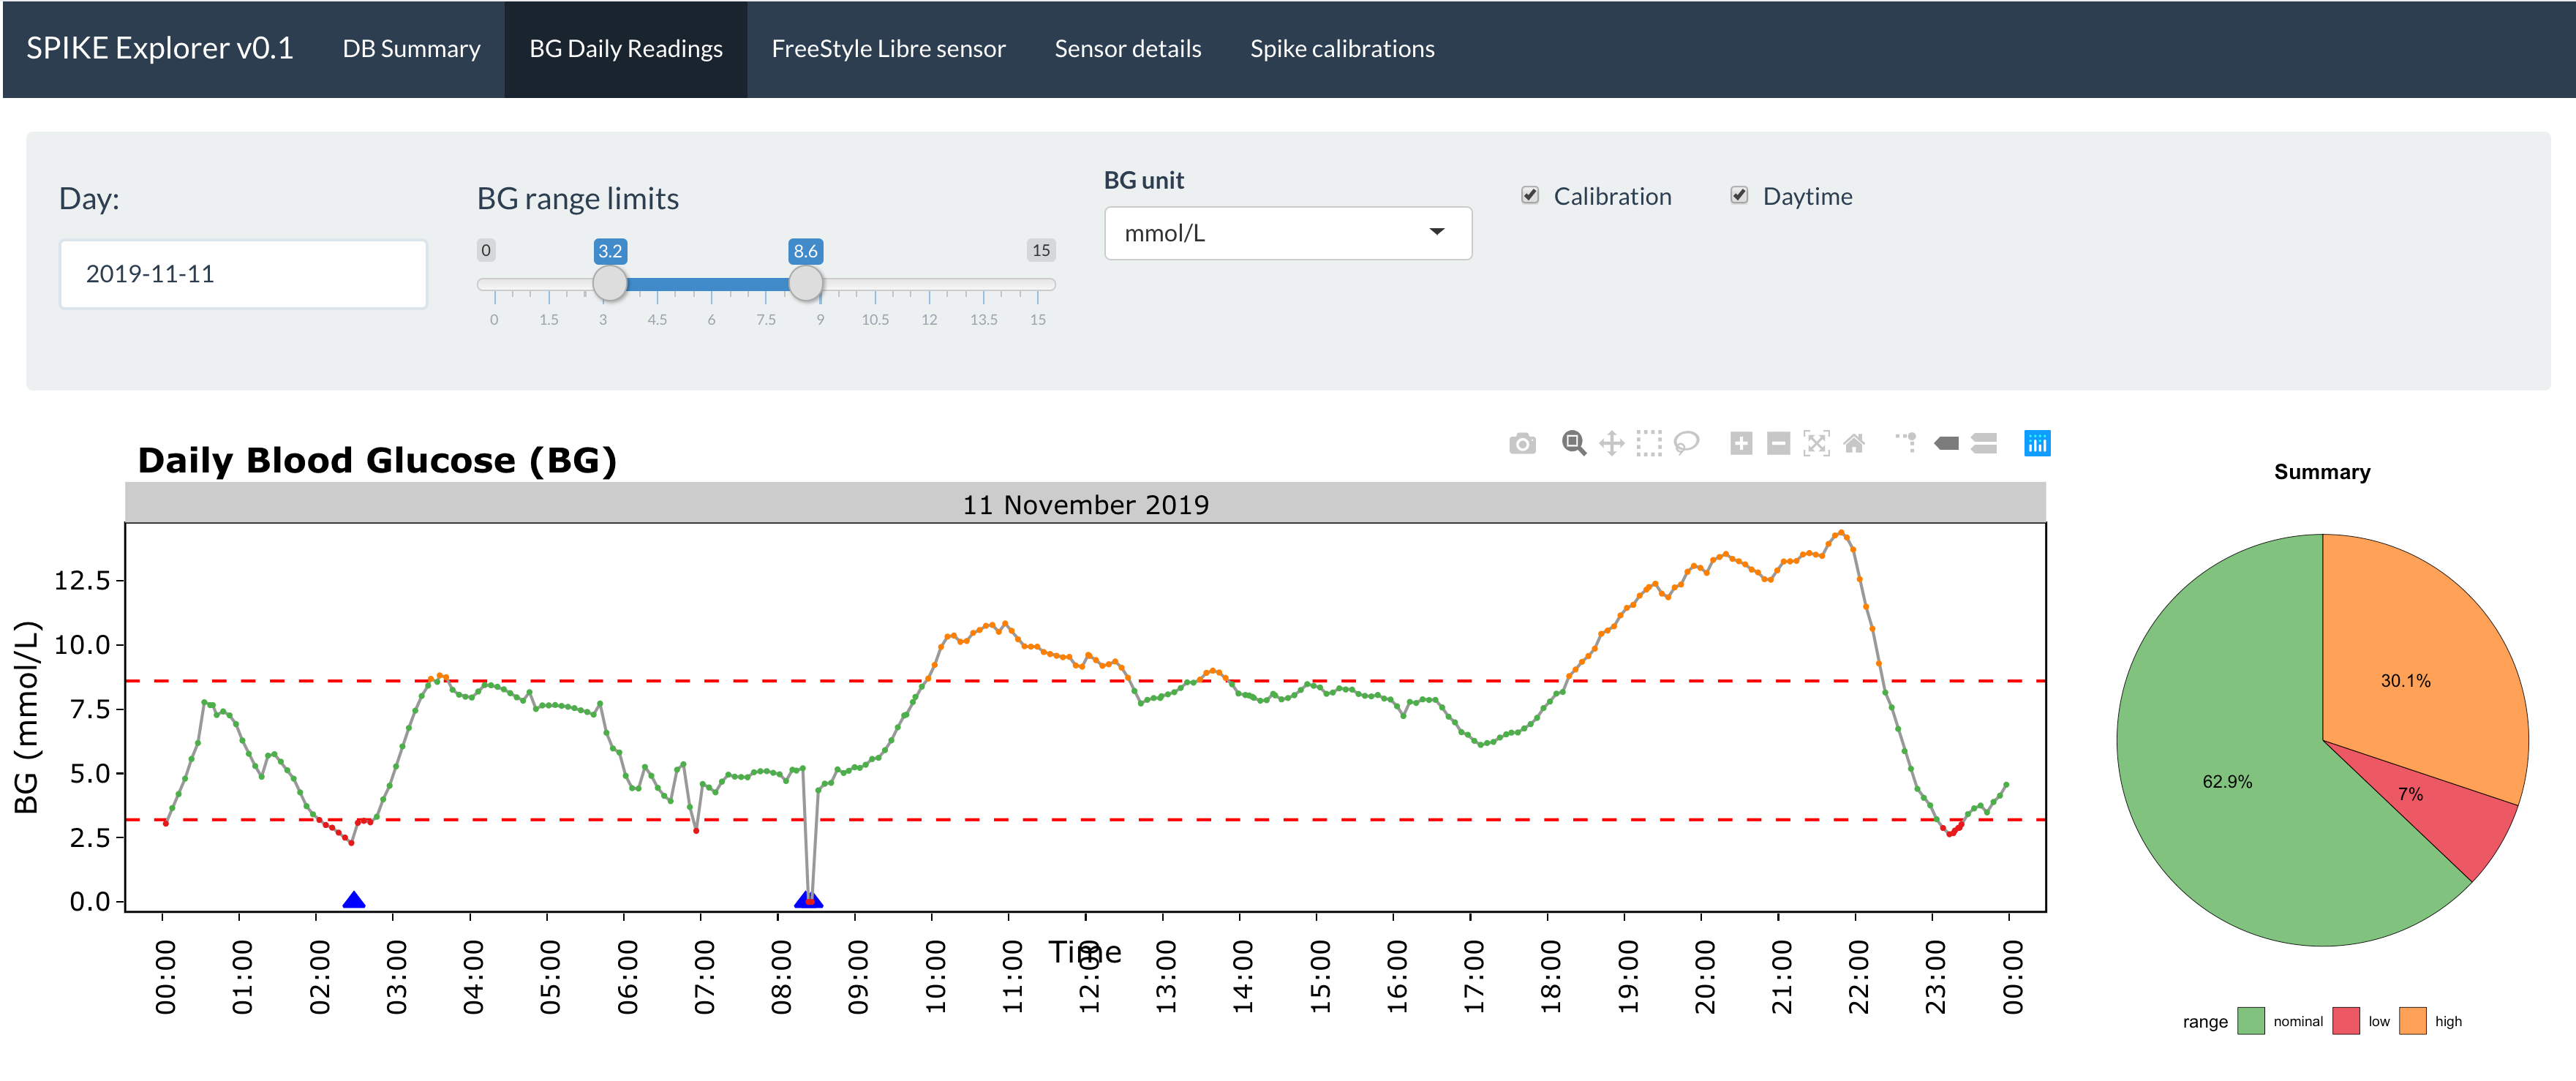 SPIKE Explorer v0.1 DB Summary BG Daily Readings FreeStyle Libre sensor Sensor details Spike calibrations
Day:
2019-11-11
BG range limits
0 3.2 8.6 15
0 1.5 3 4.5 6 7.5 9 10.5 12 13.5 15
BG unit
mmol/L
Calibration Daytime
Daily Blood Glucose (BG)
11 November 2019
BG (mmol/L)
12.5
10.0
7.5
5.0
2.5
0.0
00:00 01:00 02:00 03:00 04:00 05:00 06:00 07:00 08:00 09:00 10:00 11:00 12:00 13:00 14:00 15:00 16:00 17:00 18:00 19:00 20:00 21:00 22:00 23:00 00:00
Time
Summary
30.1%
62.9%
7%
range nominal low high